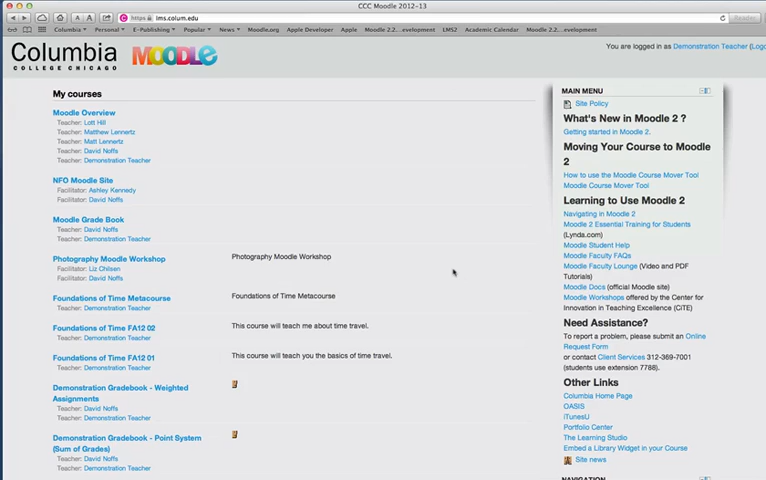 CCC Moodle 2012-13
https lms.colum.edu
Reader
Columbia Personal E-Publishing Popular News Moodle.org Apple Developer Apple Moodle 2.2...evelopment LMS2 Academic Calendar Moodle 2.2...evelopment
Columbia
COLLEGE CHICAGO
MOODLE
You are logged in as Demonstration Teacher (Logo
My courses
Moodle Overview
Teacher: Lott Hill
Teacher: Matthew Lennertz
Teacher: Matt Lennertz
Teacher: David Noffs
Teacher: Demonstration Teacher
NFO Moodle Site
Facilitator: Ashley Kennedy
Facilitator: David Noffs
Moodle Grade Book
Teacher: David Noffs
Teacher: Demonstration Teacher
Photography Moodle Workshop
Photography Moodle Workshop
Facilitator: Liz Chilsen
Facilitator: David Noffs
Foundations of Time Metacourse
Foundations of Time Metacourse
Teacher: Demonstration Teacher
Foundations of Time FA12 02
This course will teach me about time travel.
Teacher: Demonstration Teacher
Foundations of Time FA12 01
This course will teach you the basics of time travel.
Teacher: Demonstration Teacher
Demonstration Gradebook - Weighted
Assignments
Teacher: David Noffs
Teacher: Demonstration Teacher
Demonstration Gradebook - Point System
(Sum of Grades)
Teacher: David Noffs
Teacher: Demonstration Teacher
MAIN MENU
Site Policy
What's New in Moodle 2 ?
Getting started in Moodle 2.
Moving Your Course to Moodle
2
How to use the Moodle Course Mover Tool
Moodle Course Mover Tool
Learning to Use Moodle 2
Navigating in Moodle 2
Moodle 2 Essential Training for Students
(Lynda.com)
Moodle Student Help
Moodle Faculty FAQs
Moodle Faculty Lounge (Video and PDF
Tutorials)
Moodle Docs (official Moodle site)
Moodle Workshops offered by the Center for
Innovation in Teaching Excellence (CiTE)
Need Assistance?
To report a problem, please submit an Online
Request Form
or contact Client Services 312-369-7001
(students use extension 7788).
Other Links
Columbia Home Page
OASIS
iTunesU
Portfolio Center
The Learning Studio
Embed a Library Widget in your Course
Site news
NAVIGATION